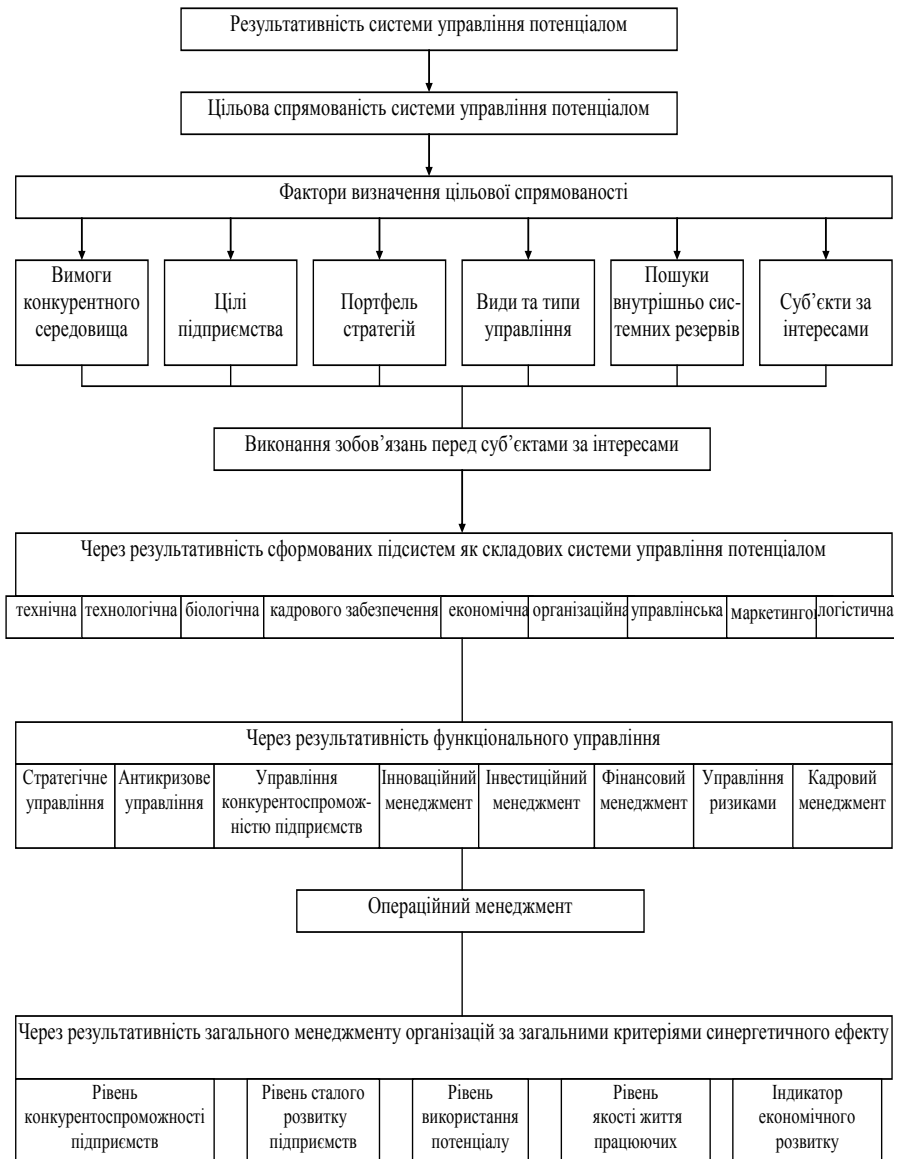 Результативність системи управління потенціалом
Цільова спрямованість системи управління потенціалом
Фактори визначення цільової спрямованості
Вимоги
конкурентного
середовища
Цілі
підприємства
Портфель
стратегій
Види та типи
управління
Пошуки
внутрішньо сис-
темних резервів
Суб’єкти за
інтересами
Виконання зобов’язань перед суб’єктами за інтересами
Через результативність сформованих підсистем як складових системи управління потенціалом
технічна
технологічна
біологічна
кадрового забезпечення
економічна
організаційна
управлінська
маркетинго
логістична
Через результативність функціонального управління
Стратегічне
управління
Антикризове
управління
Управління
конкурентоспромож-
ністю підприємств
Інноваційний
менеджмент
Інвестиційний
менеджмент
Фінансовий
менеджмент
Управління
ризиками
Кадровий
менеджмент
Операційний менеджмент
Через результативність загального менеджменту організацій за загальними критеріями синергетичного ефекту
Рівень
конкурентоспроможності
підприємств
Рівень сталого
розвитку
підприємств
Рівень
використання
потенціалу
Рівень
якості життя
працюючих
Індикатор
економічного
розвитку